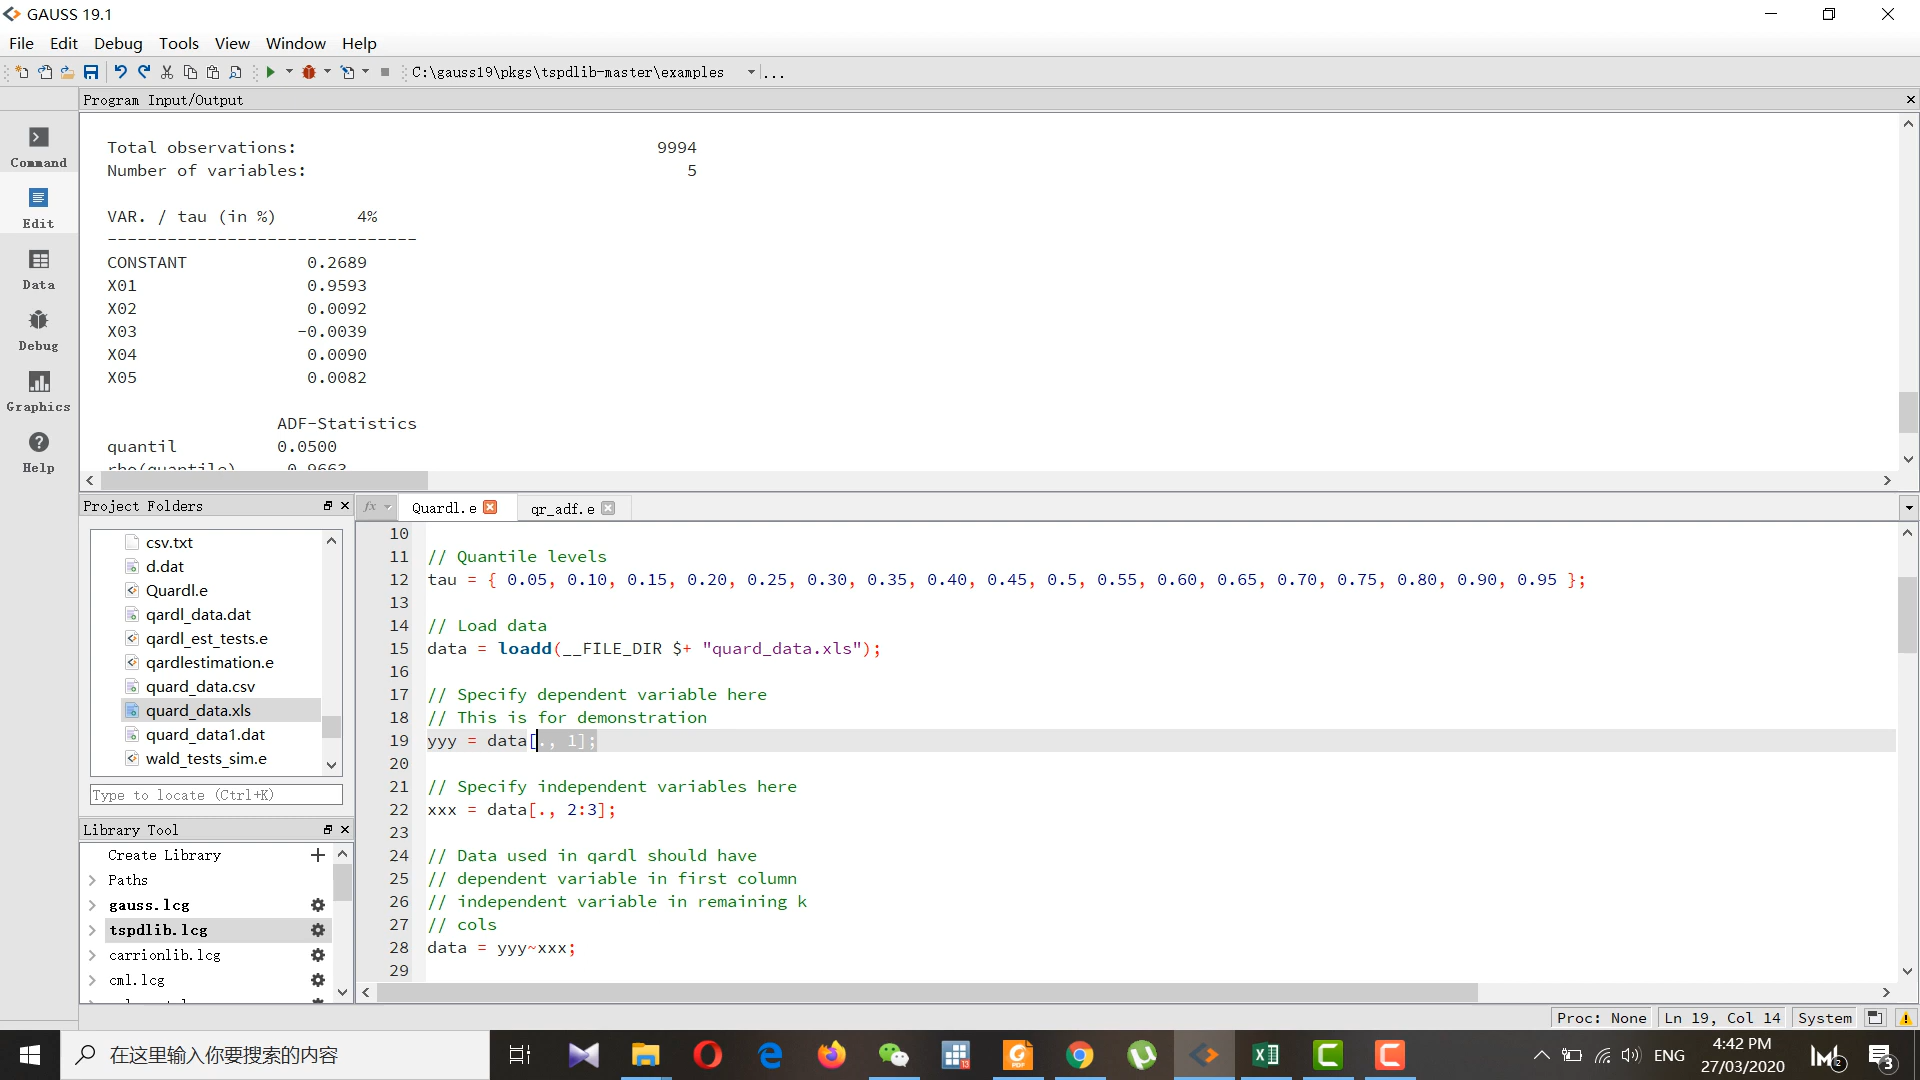 GAUSS 19.1
File Edit Debug Tools View Window Help
C:\gauss19\pkgs\tspdlib-master\examples ...
Program Input/Output
Command
Edit
Data
Debug
Graphics
Help
Total observations: 9994
Number of variables: 5
VAR. / tau (in %) 4%
-------------------------------
CONSTANT 0.2689
X01 0.9593
X02 0.0092
X03 -0.0039
X04 0.0090
X05 0.0082
ADF-Statistics
quantil 0.0500
rho(quantile) 0.9663
Project Folders
csv.txt
d.dat
Quardl.e
qardl_data.dat
qardl_est_tests.e
qardlestimation.e
quard_data.csv
quard_data.xls
quard_data1.dat
wald_tests_sim.e
Type to locate (Ctrl+K)
Library Tool
Create Library
Paths
gauss.lcg
tspdlib.lcg
carrionlib.lcg
cml.lcg
fx Quardl.e qr_adf.e
10
11 // Quantile levels
12 tau = { 0.05, 0.10, 0.15, 0.20, 0.25, 0.30, 0.35, 0.40, 0.45, 0.5, 0.55, 0.60, 0.65, 0.70, 0.75, 0.80, 0.90, 0.95 };
13
14 // Load data
15 data = loadd(__FILE_DIR $+ "quard_data.xls");
16
17 // Specify dependent variable here
18 // This is for demonstration
19 yyy = data[., 1];
20
21 // Specify independent variables here
22 xxx = data[., 2:3];
23
24 // Data used in qardl should have
25 // dependent variable in first column
26 // independent variable in remaining k
27 // cols
28 data = yyy~xxx;
29
Proc: None Ln 19, Col 14 System
在这里输入你要搜索的内容
ENG
4:42 PM
27/03/2020
2
3